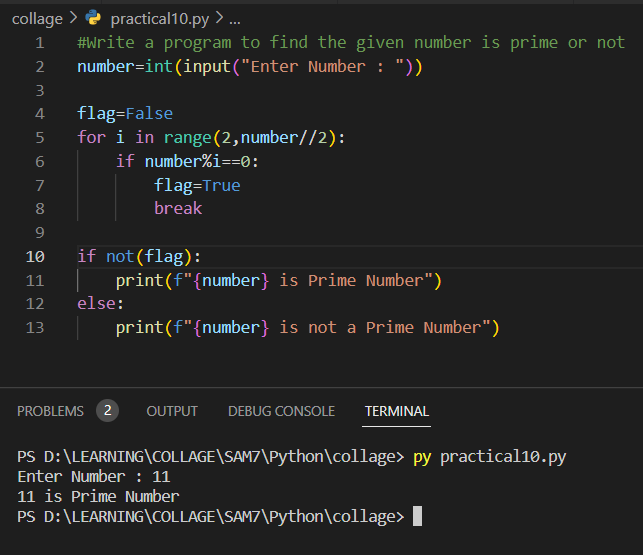 collage > practical10.py > ...
1 #Write a program to find the given number is prime or not
2 number=int(input("Enter Number : "))
3
4 flag=False
5 for i in range(2,number//2):
6     if number%i==0:
7         flag=True
8         break
9
10 if not(flag):
11     print(f"{number} is Prime Number")
12 else:
13     print(f"{number} is not a Prime Number")
PROBLEMS 2 OUTPUT DEBUG CONSOLE TERMINAL
PS D:\LEARNING\COLLAGE\SAM7\Python\collage> py practical10.py
Enter Number : 11
11 is Prime Number
PS D:\LEARNING\COLLAGE\SAM7\Python\collage>